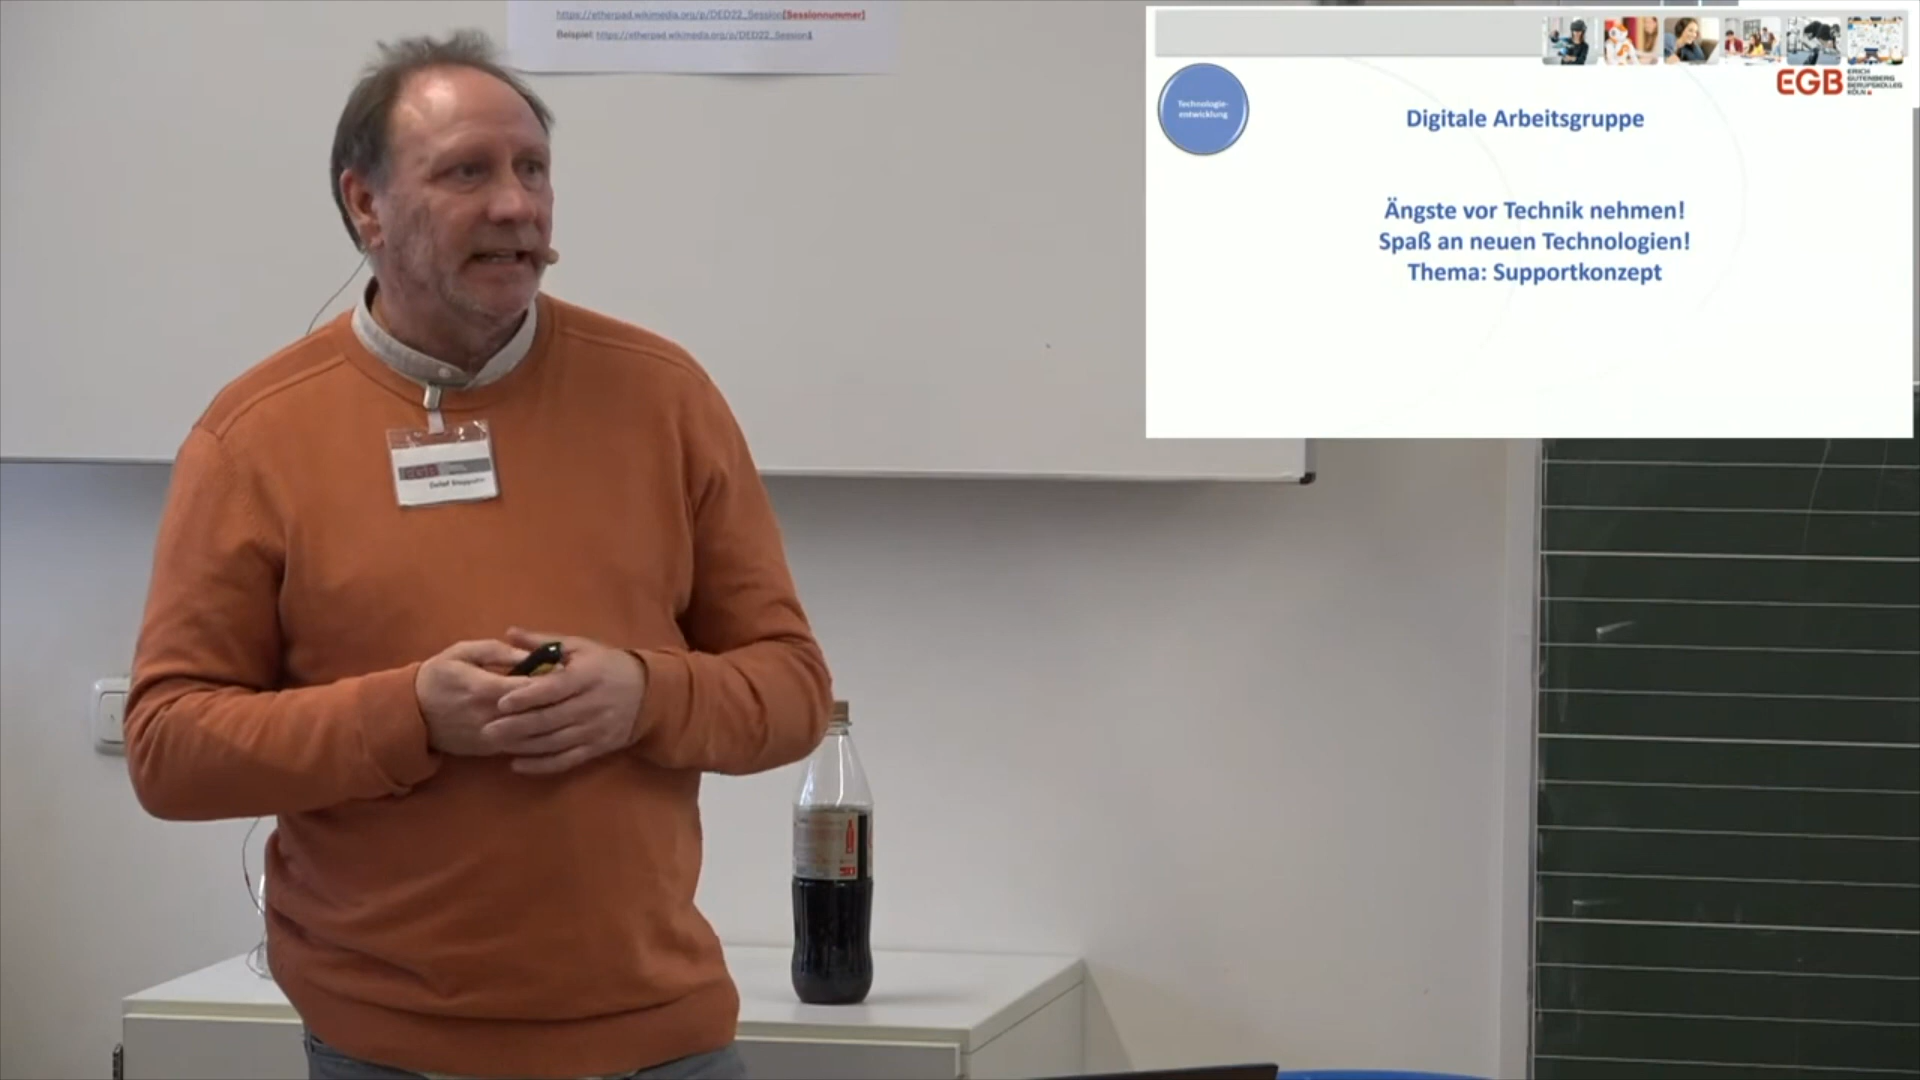 https://etherpad.wikimedia.org/p/DED22_Session[Sessionnummer]
Beispiel: https://etherpad.wikimedia.org/p/DED22_Session1
EGB
ERICH
GUTENBERG
BERUFSKOLLEG
KÖLN
Technologie-
entwicklung
Digitale Arbeitsgruppe
Ängste vor Technik nehmen!
Spaß an neuen Technologien!
Thema: Supportkonzept
EGB
Detlef